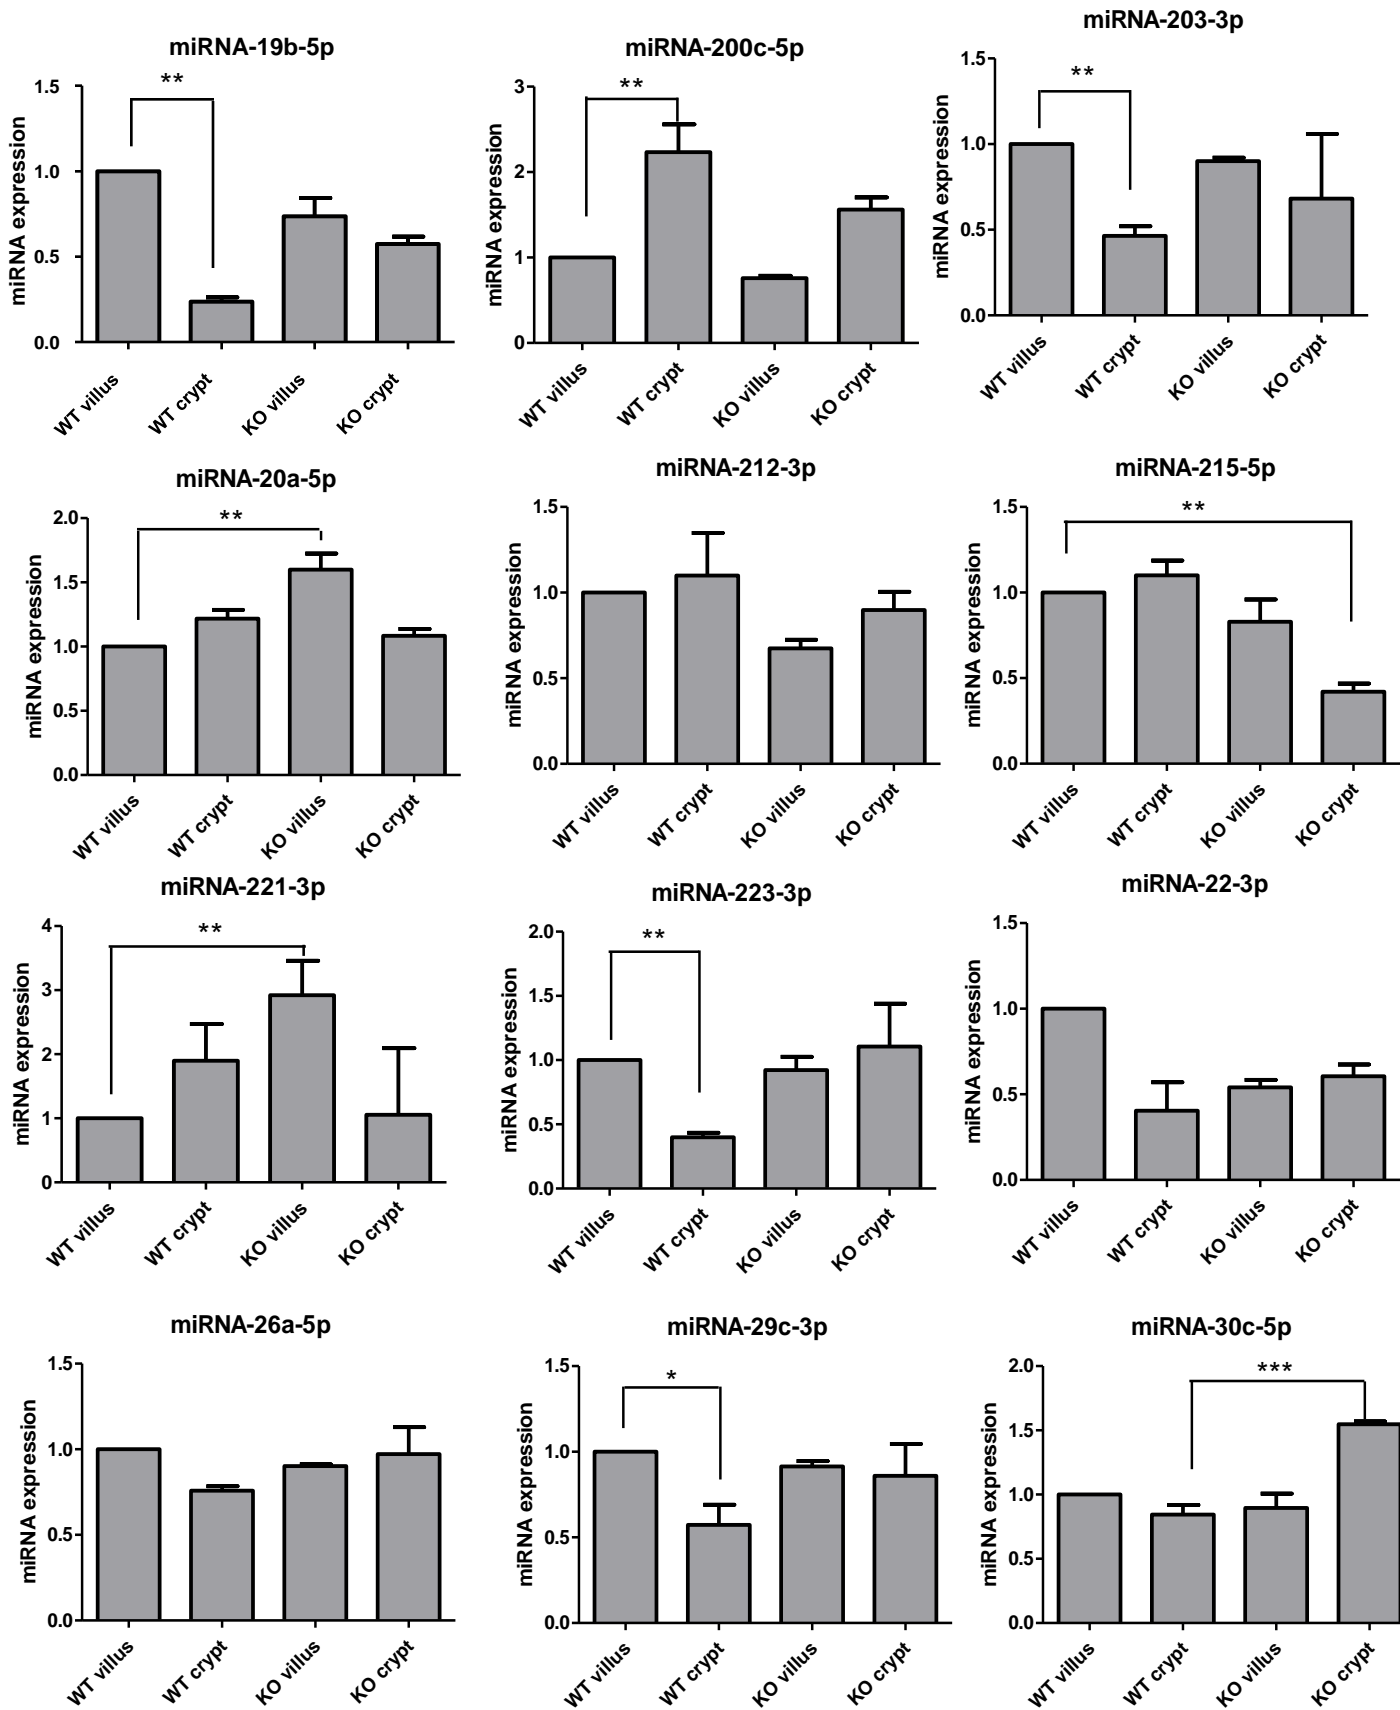 miRNA-19b-5p
**
miRNA expression
1.5
1.0
0.5
0.0
WT villus
WT crypt
KO villus
KO crypt
miRNA-200c-5p
**
miRNA expression
3
2
1
0
WT villus
WT crypt
KO villus
KO crypt
miRNA-203-3p
**
miRNA expression
1.5
1.0
0.5
0.0
WT villus
WT crypt
KO villus
KO crypt
miRNA-20a-5p
**
miRNA expression
2.0
1.5
1.0
0.5
0.0
WT villus
WT crypt
KO villus
KO crypt
miRNA-212-3p
miRNA expression
1.5
1.0
0.5
0.0
WT villus
WT crypt
KO villus
KO crypt
miRNA-215-5p
**
miRNA expression
1.5
1.0
0.5
0.0
WT villus
WT crypt
KO villus
KO crypt
miRNA-221-3p
**
miRNA expression
4
3
2
1
0
WT villus
WT crypt
KO villus
KO crypt
miRNA-223-3p
**
miRNA expression
2.0
1.5
1.0
0.5
0.0
WT villus
WT crypt
KO villus
KO crypt
miRNA-22-3p
miRNA expression
1.5
1.0
0.5
0.0
WT villus
WT crypt
KO villus
KO crypt
miRNA-26a-5p
miRNA expression
1.5
1.0
0.5
0.0
WT villus
WT crypt
KO villus
KO crypt
miRNA-29c-3p
*
miRNA expression
1.5
1.0
0.5
0.0
WT villus
WT crypt
KO villus
KO crypt
miRNA-30c-5p
***
miRNA expression
2.0
1.5
1.0
0.5
0.0
WT villus
WT crypt
KO villus
KO crypt